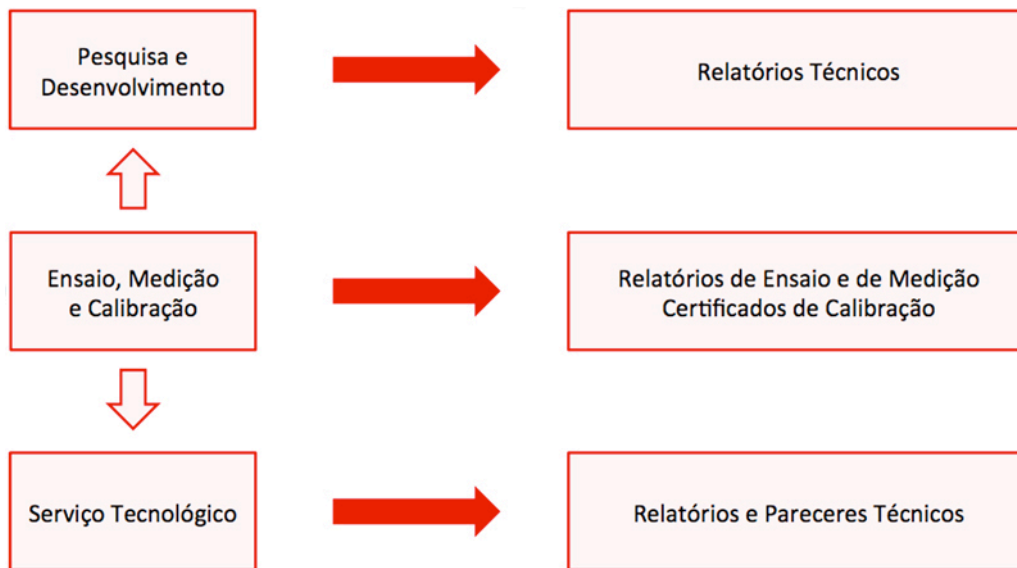 Pesquisa e
Desenvolvimento
Relatórios Técnicos
Ensaio, Medição
e Calibração
Relatórios de Ensaio e de Medição
Certificados de Calibração
Serviço Tecnológico
Relatórios e Pareceres Técnicos